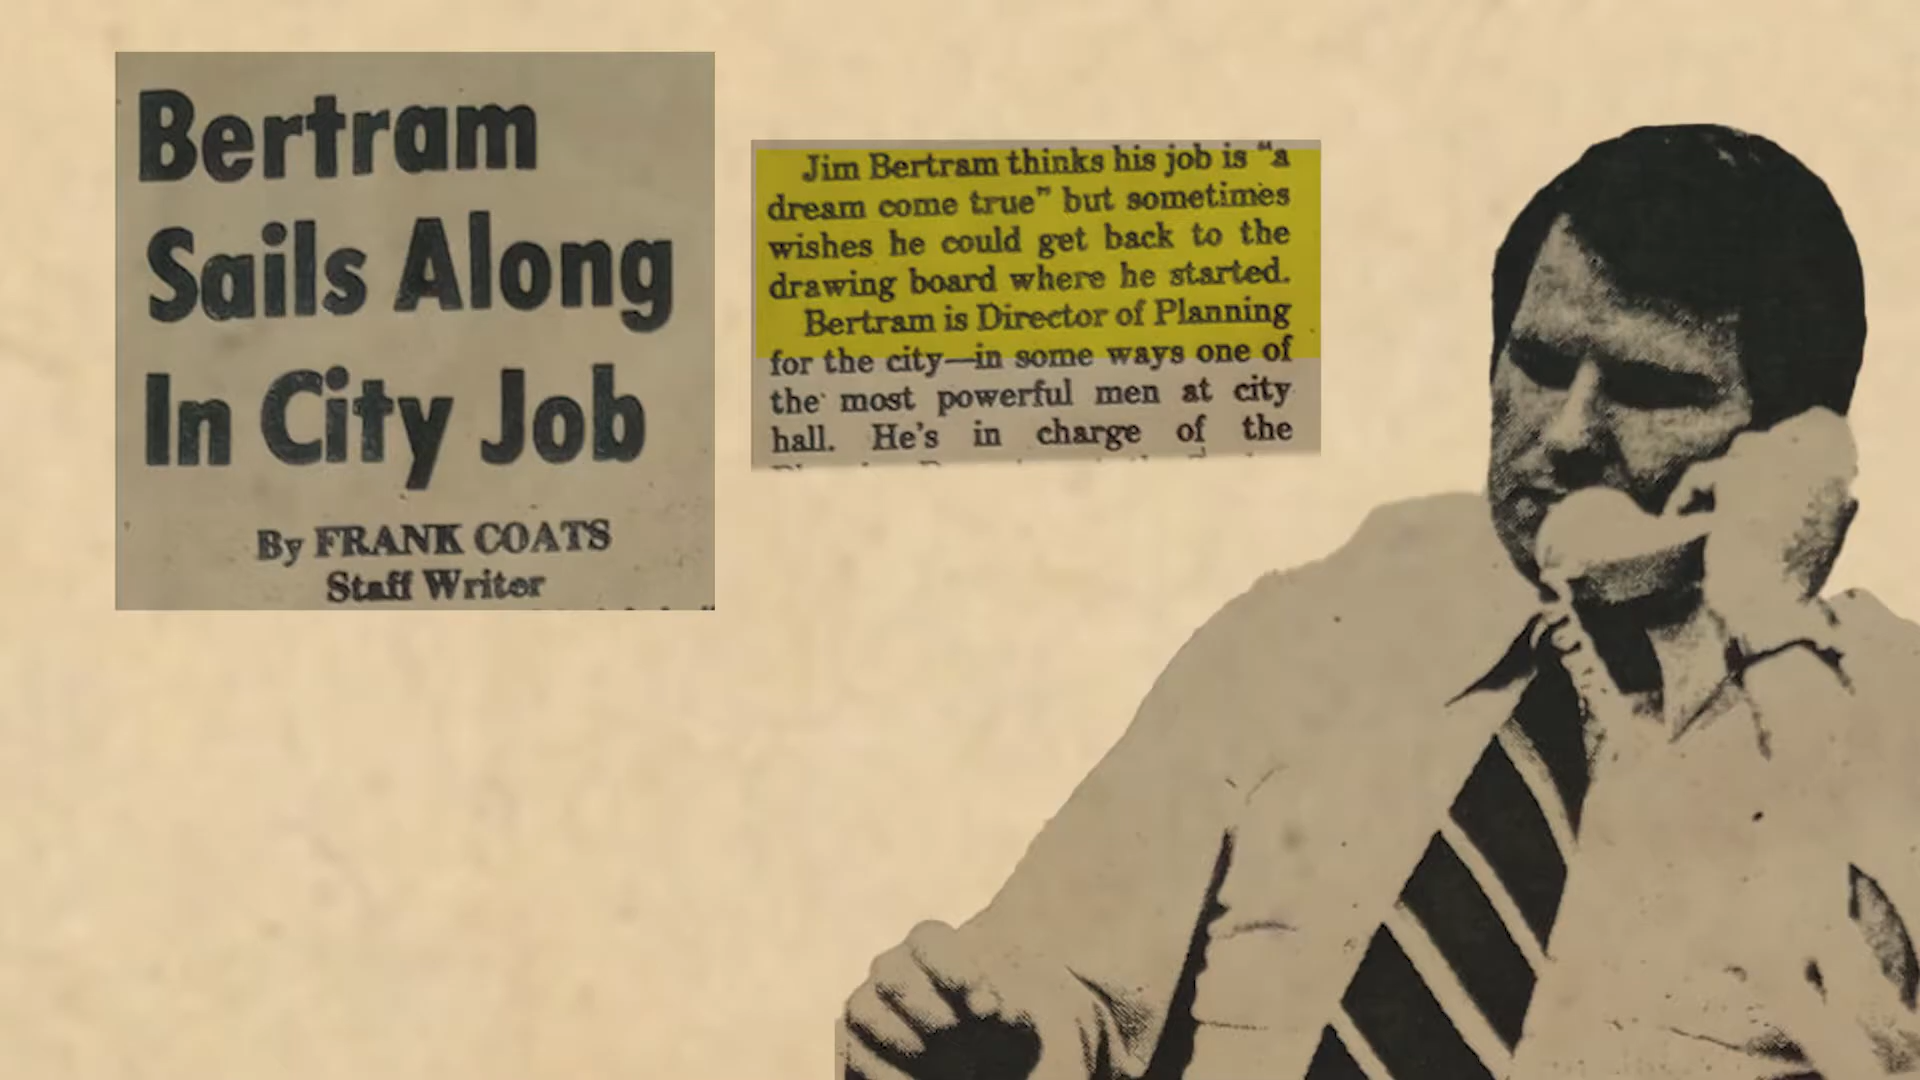 Bertram
Sails Along
In City Job
By FRANK COATS
Staff Writer
Jim Bertram thinks his job is "a
dream come true" but sometimes
wishes he could get back to the
drawing board where he started.
Bertram is Director of Planning
for the city—in some ways one of
the most powerful men at city
hall. He's in charge of the